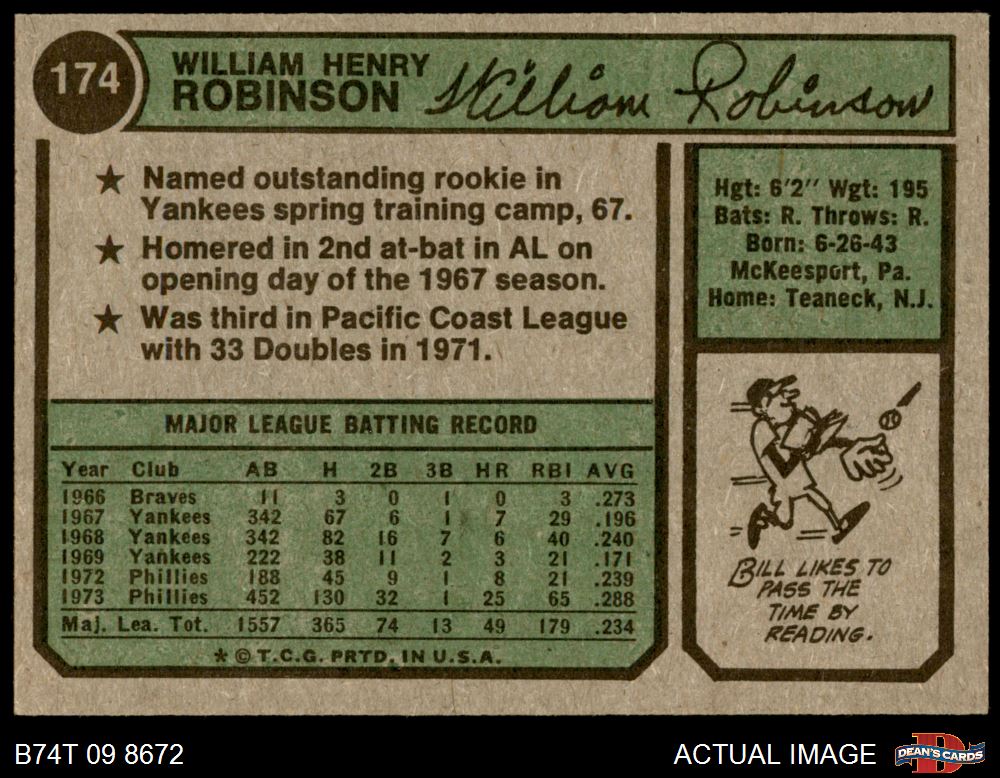 174
WILLIAM HENRY
ROBINSON
William Robinson
★ Named outstanding rookie in
Yankees spring training camp, 67.
★ Homered in 2nd at-bat in AL on
opening day of the 1967 season.
★ Was third in Pacific Coast League
with 33 Doubles in 1971.
Hgt: 6'2" Wgt: 195
Bats: R. Throws: R.
Born: 6-26-43
McKeesport, Pa.
Home: Teaneck, N.J.
MAJOR LEAGUE BATTING RECORD
Year Club AB H 2B 3B HR RBI AVG
1966 Braves 11 3 0 1 0 3 .273
1967 Yankees 342 67 6 1 7 29 .196
1968 Yankees 342 82 16 7 6 40 .240
1969 Yankees 222 38 11 2 3 21 .171
1972 Phillies 188 45 9 1 8 21 .239
1973 Phillies 452 130 32 1 25 65 .288
Maj. Lea. Tot. 1557 365 74 13 49 179 .234
* © T.C.G. PRTD. IN U.S.A.
BILL LIKES TO
PASS THE
TIME BY
READING.
B74T 09 8672
ACTUAL IMAGE
DEAN'S CARDS